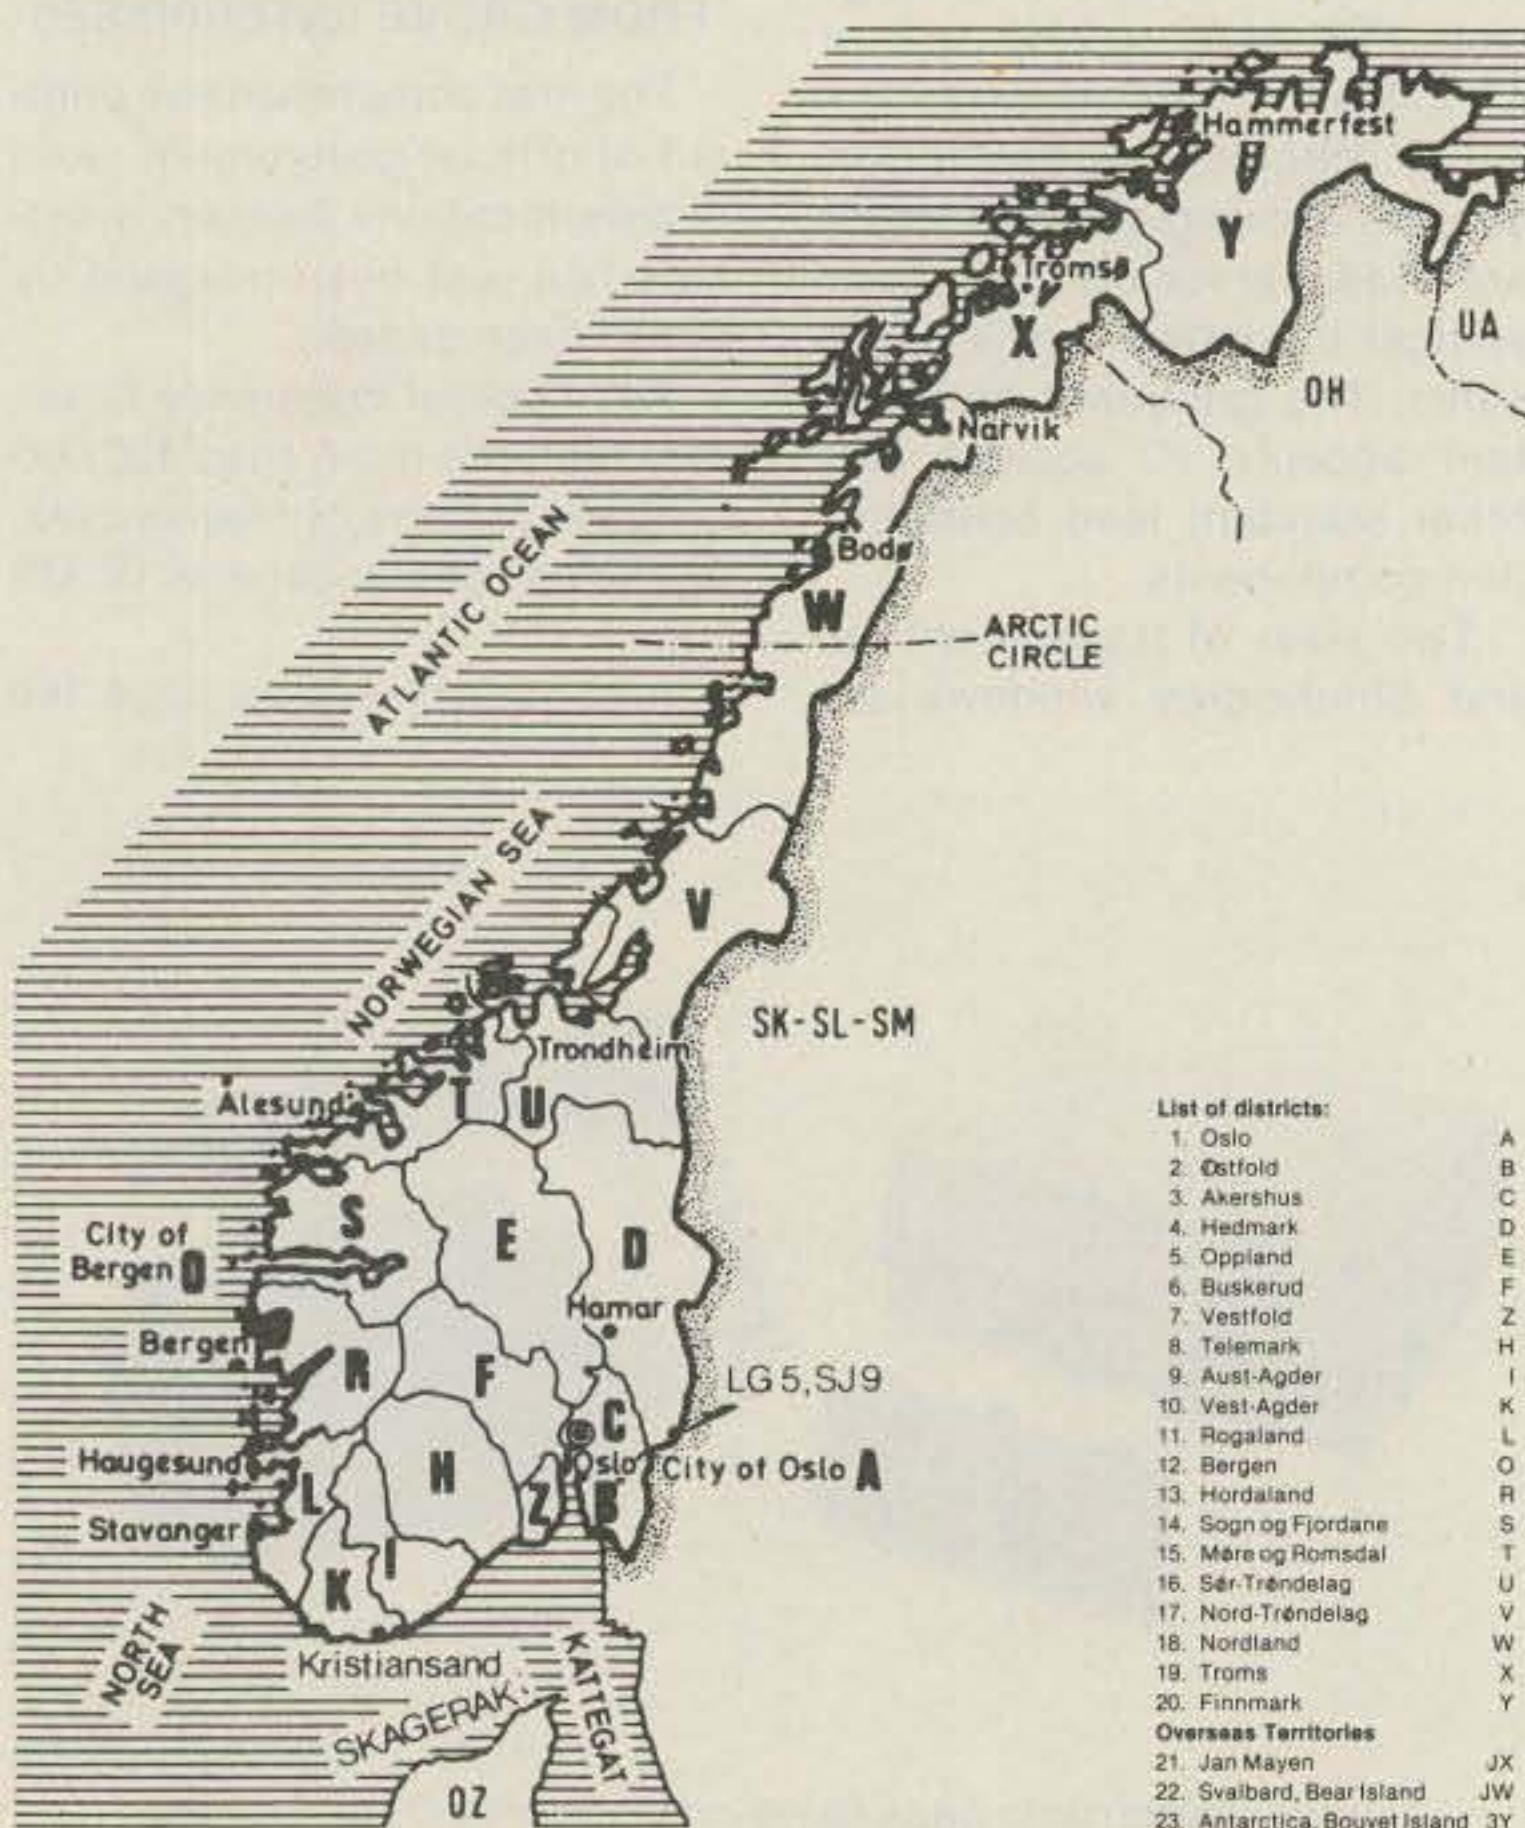 Hammerfest
Y
Tromsø
X
UA
OH
Narvik
ATLANTIC OCEAN
Bodø
W
ARCTIC
CIRCLE
NORWEGIAN SEA
V
SK-SL-SM
Trondheim
Ålesund
T
U
S
E
D
City of
Bergen O
Hamar
Bergen
R
F
LG5,SJ9
C
Haugesund
H
Oslo
City of Oslo A
L
Z
B
Stavanger
I
K
NORTH
SEA
Kristiansand
SKAGERAK
KATTEGAT
OZ
List of districts:
1. Oslo A
2. Østfold B
3. Akershus C
4. Hedmark D
5. Oppland E
6. Buskerud F
7. Vestfold Z
8. Telemark H
9. Aust-Agder I
10. Vest-Agder K
11. Rogaland L
12. Bergen O
13. Hordaland R
14. Sogn og Fjordane S
15. Møre og Romsdal T
16. Sør-Trøndelag U
17. Nord-Trøndelag V
18. Nordland W
19. Troms X
20. Finnmark Y
Overseas Territories
21. Jan Mayen JX
22. Svalbard, Bear Island JW
23. Antarctica, Bouvet Island 3Y